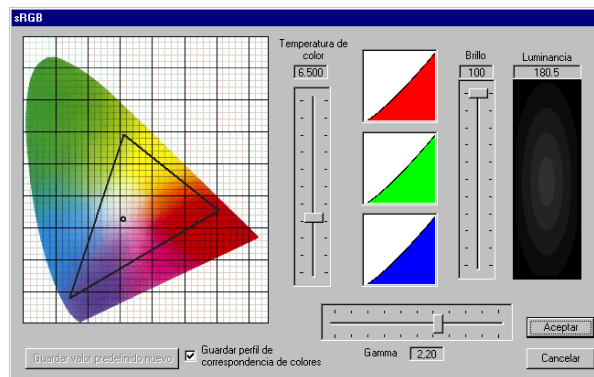 sRGB
Temperatura de
color
6.500
Brillo
100
Luminancia
180.5
Guardar valor predefinido nuevo
Guardar perfil de
correspondencia de colores
Gamma
2,20
Aceptar
Cancelar